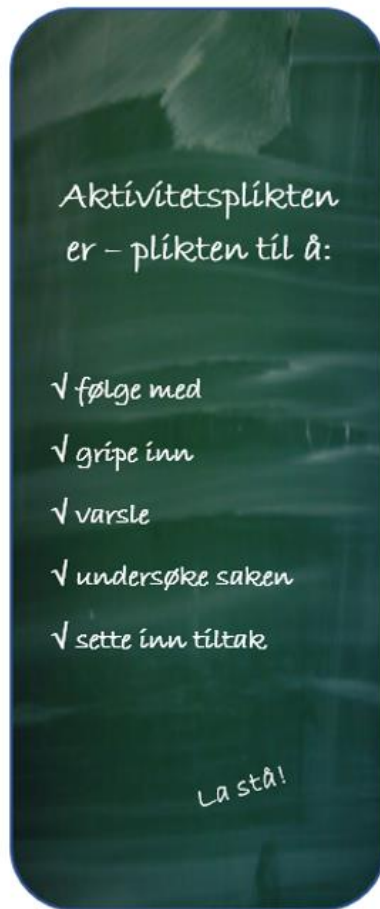 Aktivitetsplikten
er – plikten til å:
√ følge med
√ gripe inn
√ varsle
√ undersøke saken
√ sette inn tiltak
La stå!